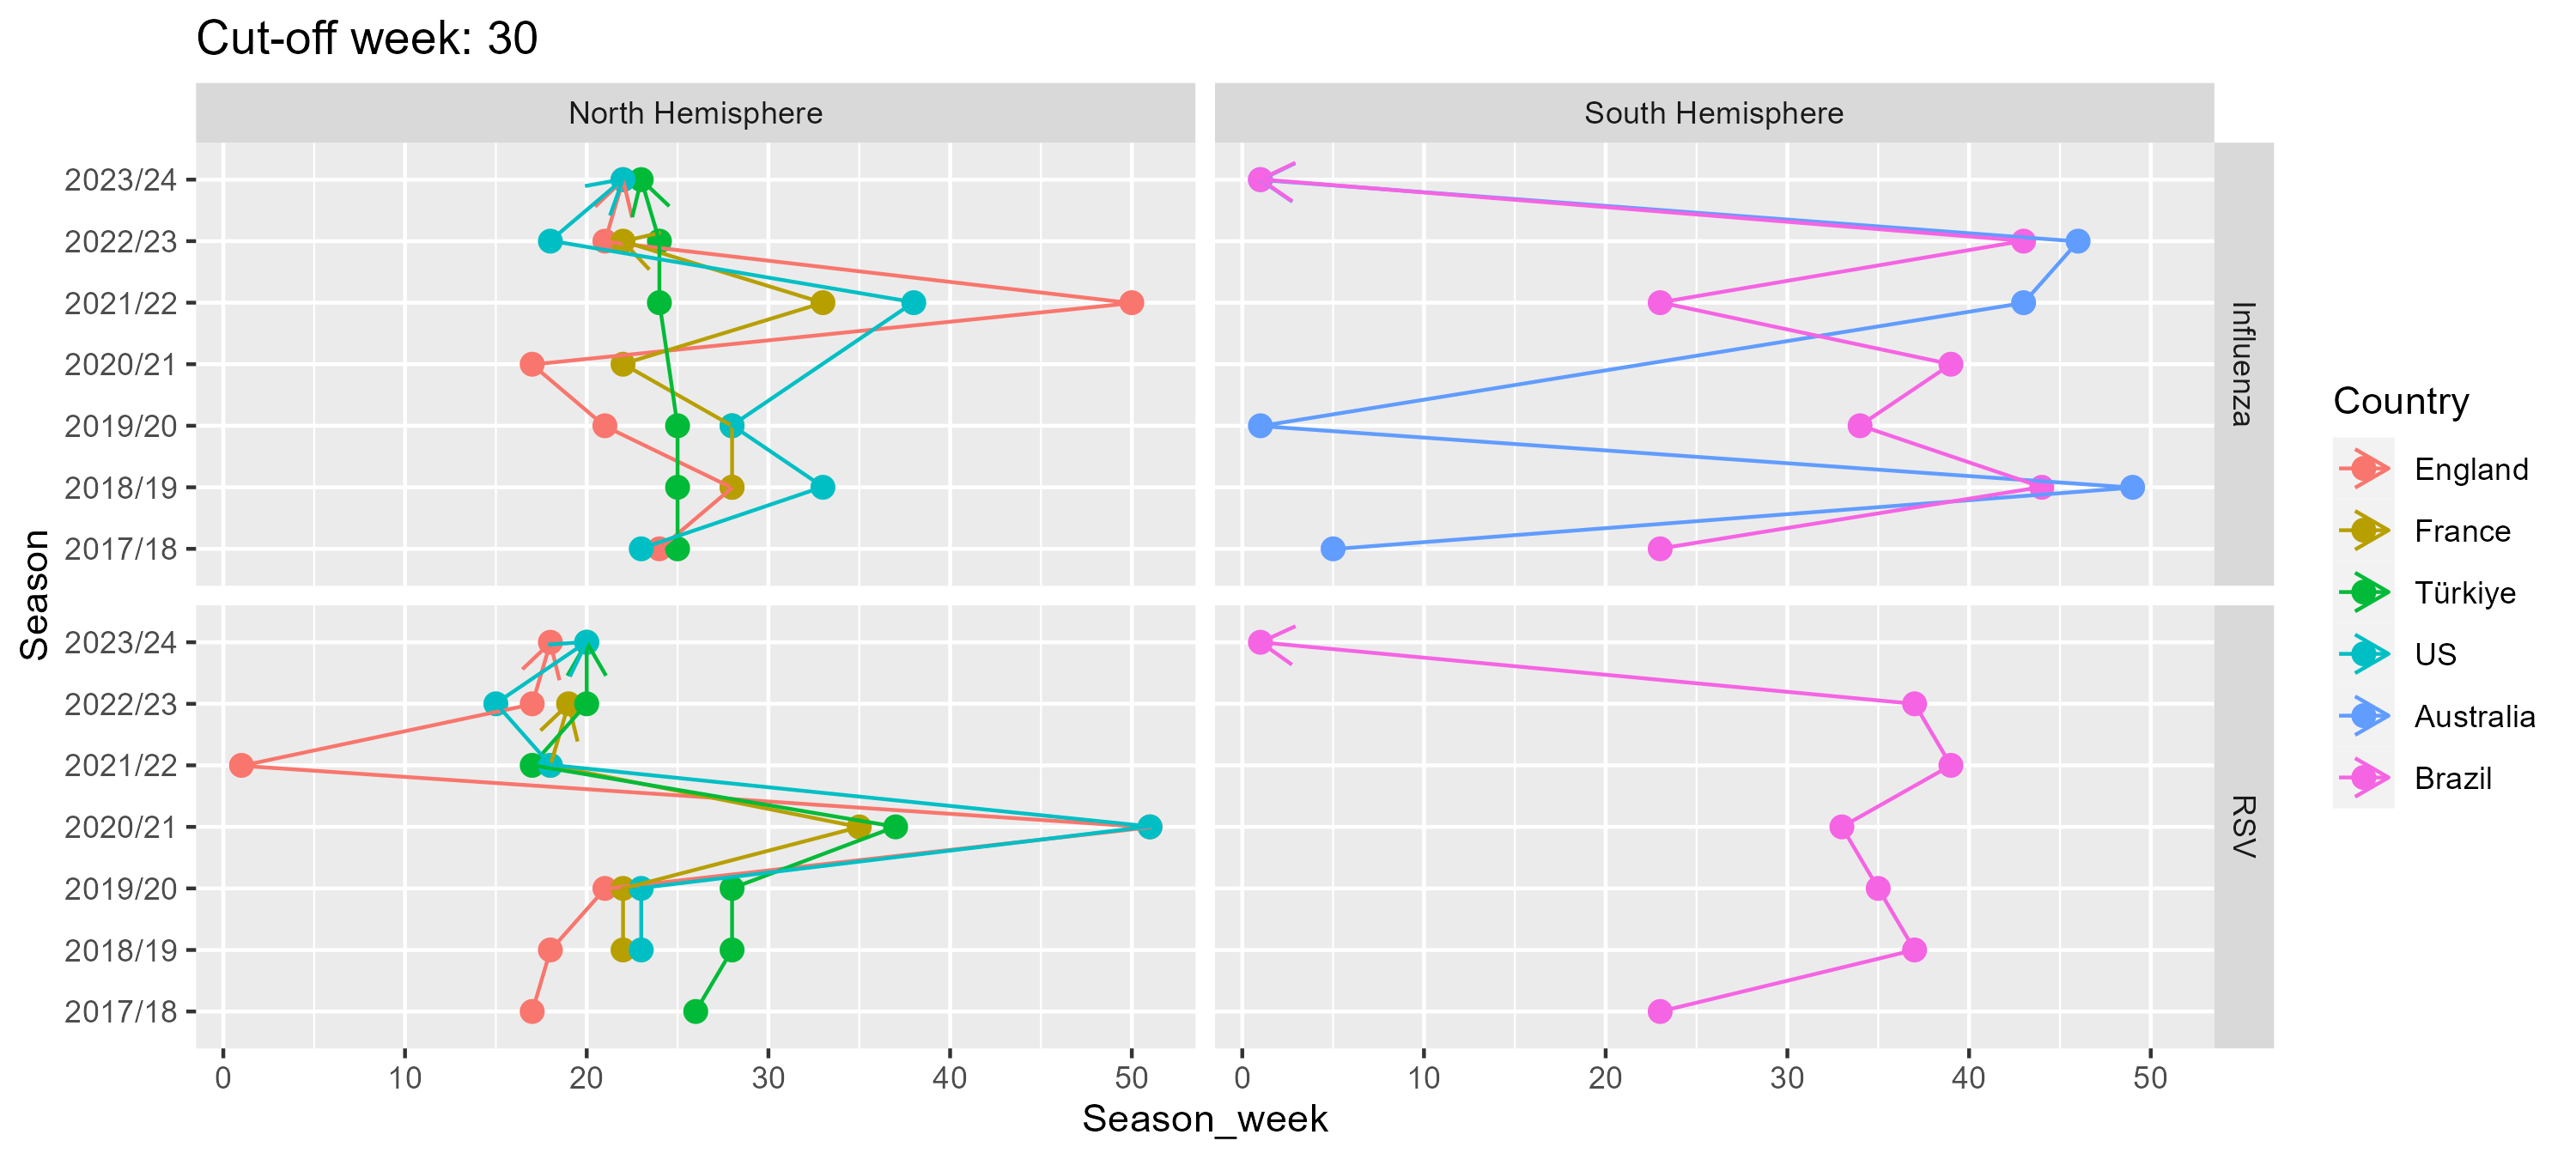 Cut-off week: 30
North Hemisphere
South Hemisphere
2023/24
2022/23
2021/22
2020/21
2019/20
2018/19
2017/18
Influenza
2023/24
2022/23
2021/22
2020/21
2019/20
2018/19
2017/18
RSV
Season
0 10 20 30 40 50
0 10 20 30 40 50
Season_week
Country
England
France
Türkiye
US
Australia
Brazil